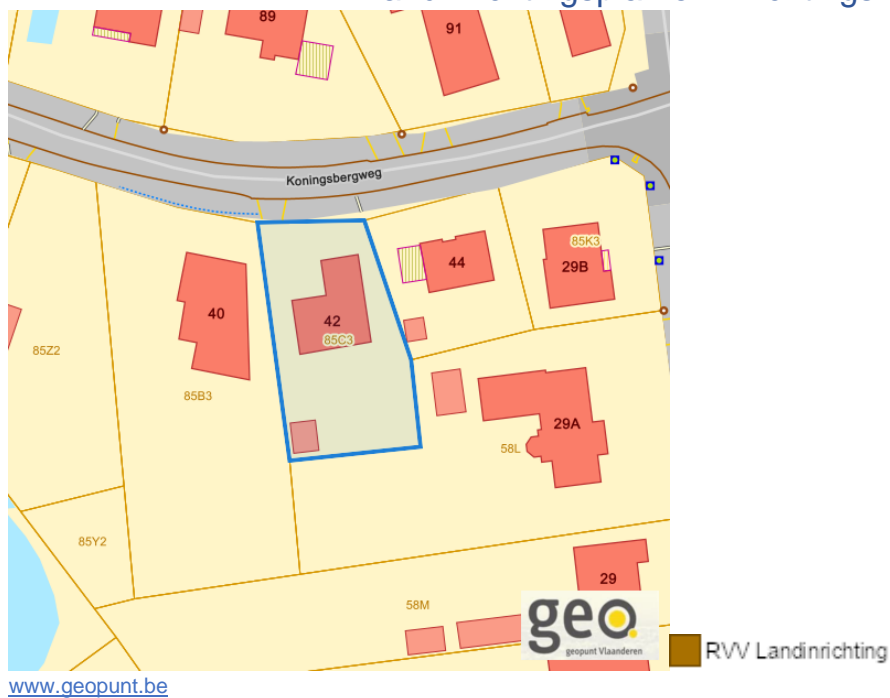 89
91
Koningsbergweg
40
42
85C3
44
85K3
29B
85Z2
85B3
29A
58L
85Y2
58M
29
geo.
geopunt Vlaanderen
RVV Landinrichting
www.geopunt.be